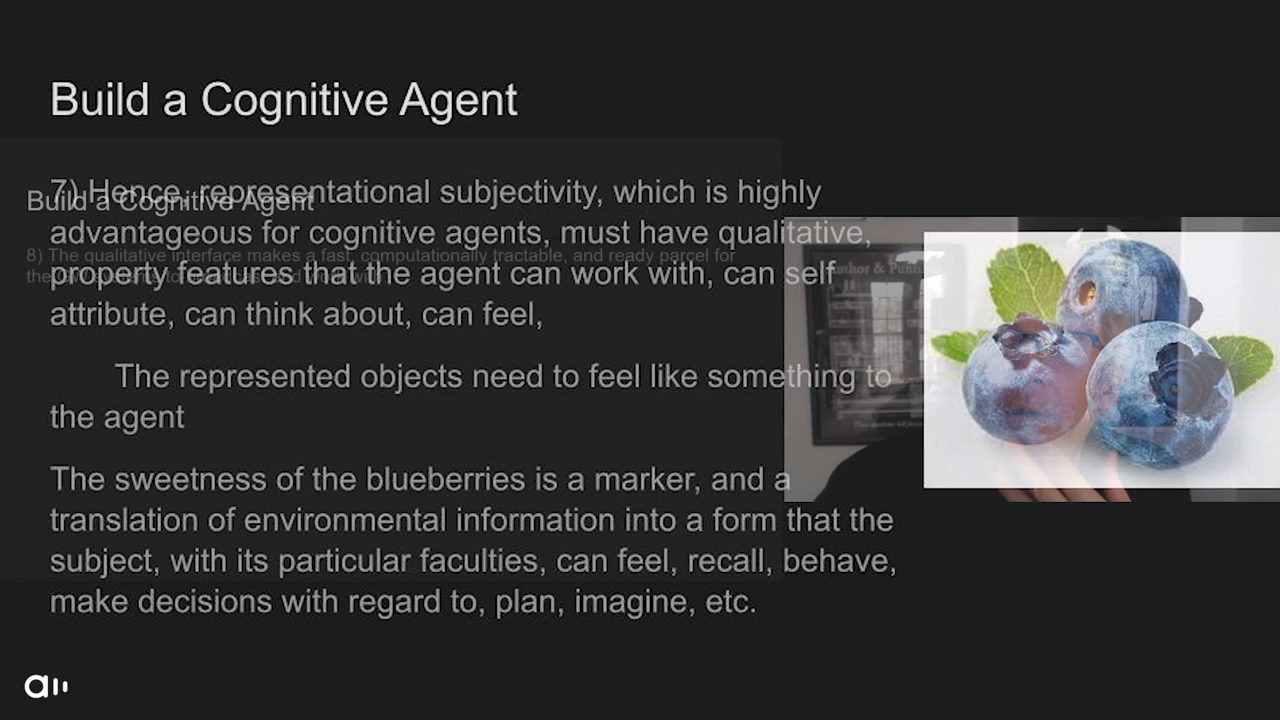 Build a Cognitive Agent
7) Hence, representational subjectivity, which is highly
Build a Cognitive Agent
advantageous for cognitive agents, must have qualitative,
8) The qualitative interface makes a fast, computationally tractable, and ready parcel for
property features that the agent can work with, can self
the
attribute, can think about, can feel,
Author & Punish
The represented objects need to feel like something to
the agent
The sweetness of the blueberries is a marker, and a
translation of environmental information into a form that the
subject, with its particular faculties, can feel, recall, behave,
make decisions with regard to, plan, imagine, etc.